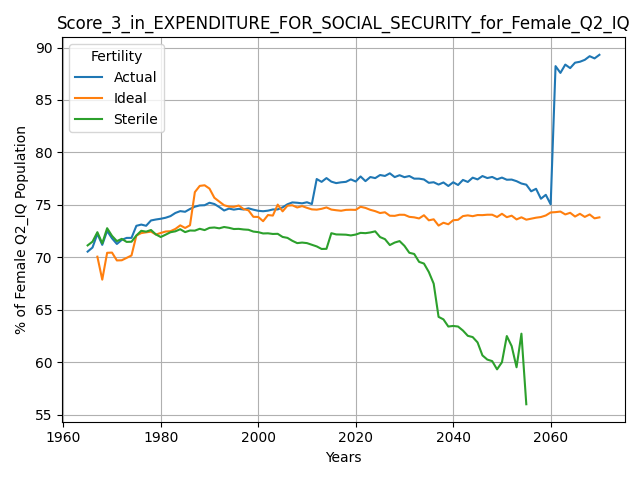 Score_3_in_EXPENDITURE_FOR_SOCIAL_SECURITY_for_Female_Q2_IQ
Fertility
Actual
Ideal
Sterile
% of Female Q2_IQ Population
90
85
80
75
70
65
60
55
1960
1980
2000
2020
2040
2060
Years